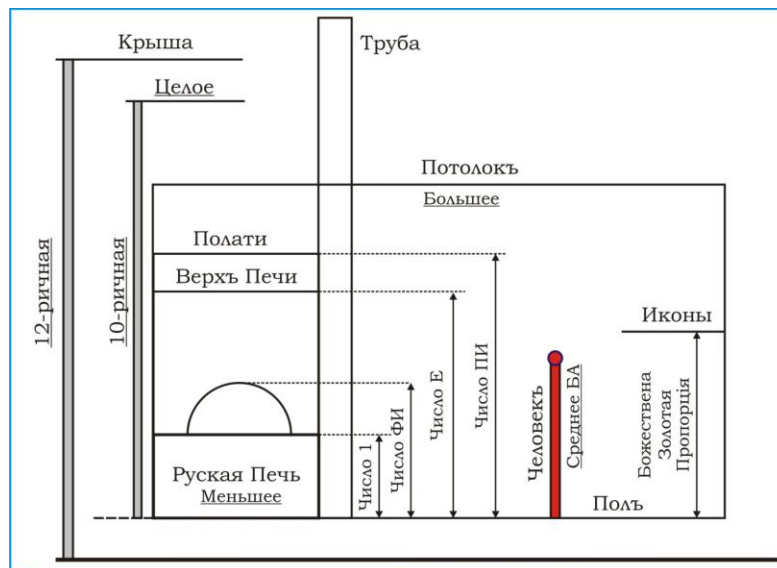 Крыша
Труба
Целое
Потолокъ
Большее
Полати
Верхъ Печи
Иконы
12-ричная
10-ричная
Число 1
Число ФИ
Число Е
Число ПИ
Человекъ
Среднее БА
Божествена
Золотая
Пропорцiя
Руская Печь
Меньшее
Полъ